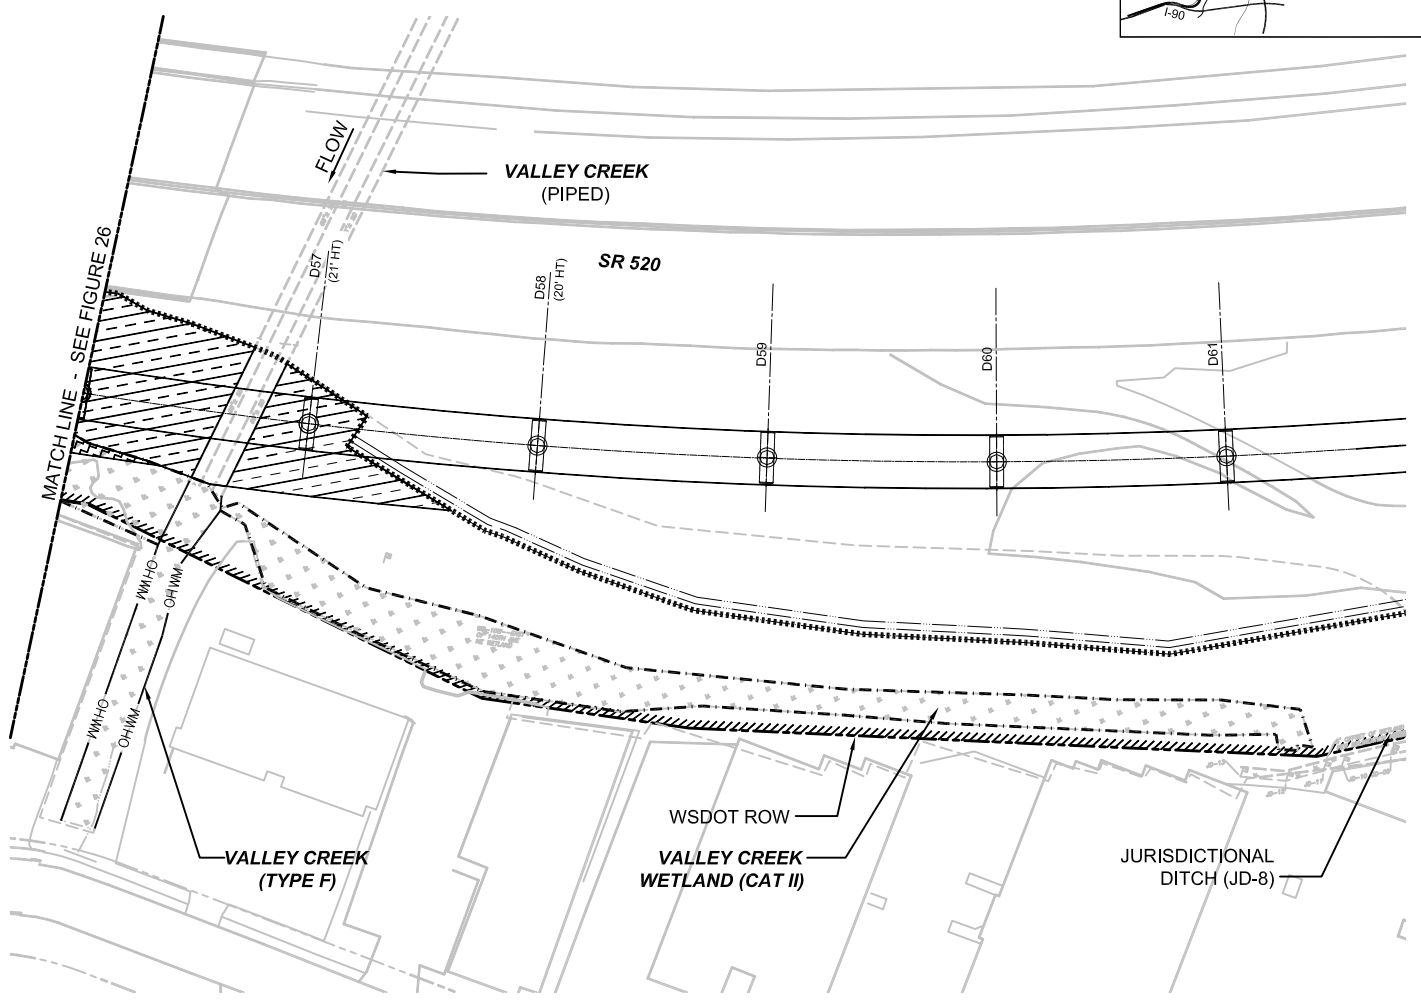 I-90
FLOW
VALLEY CREEK
(PIPED)
MATCH LINE - SEE FIGURE 26
SR 520
D57
(21' HT)
D58
(20' HT)
D59
D60
D61
OHWM
OHWM
OHWM
OHWM
WSDOT ROW
VALLEY CREEK
(TYPE F)
VALLEY CREEK
WETLAND (CAT II)
JURISDICTIONAL
DITCH (JD-8)